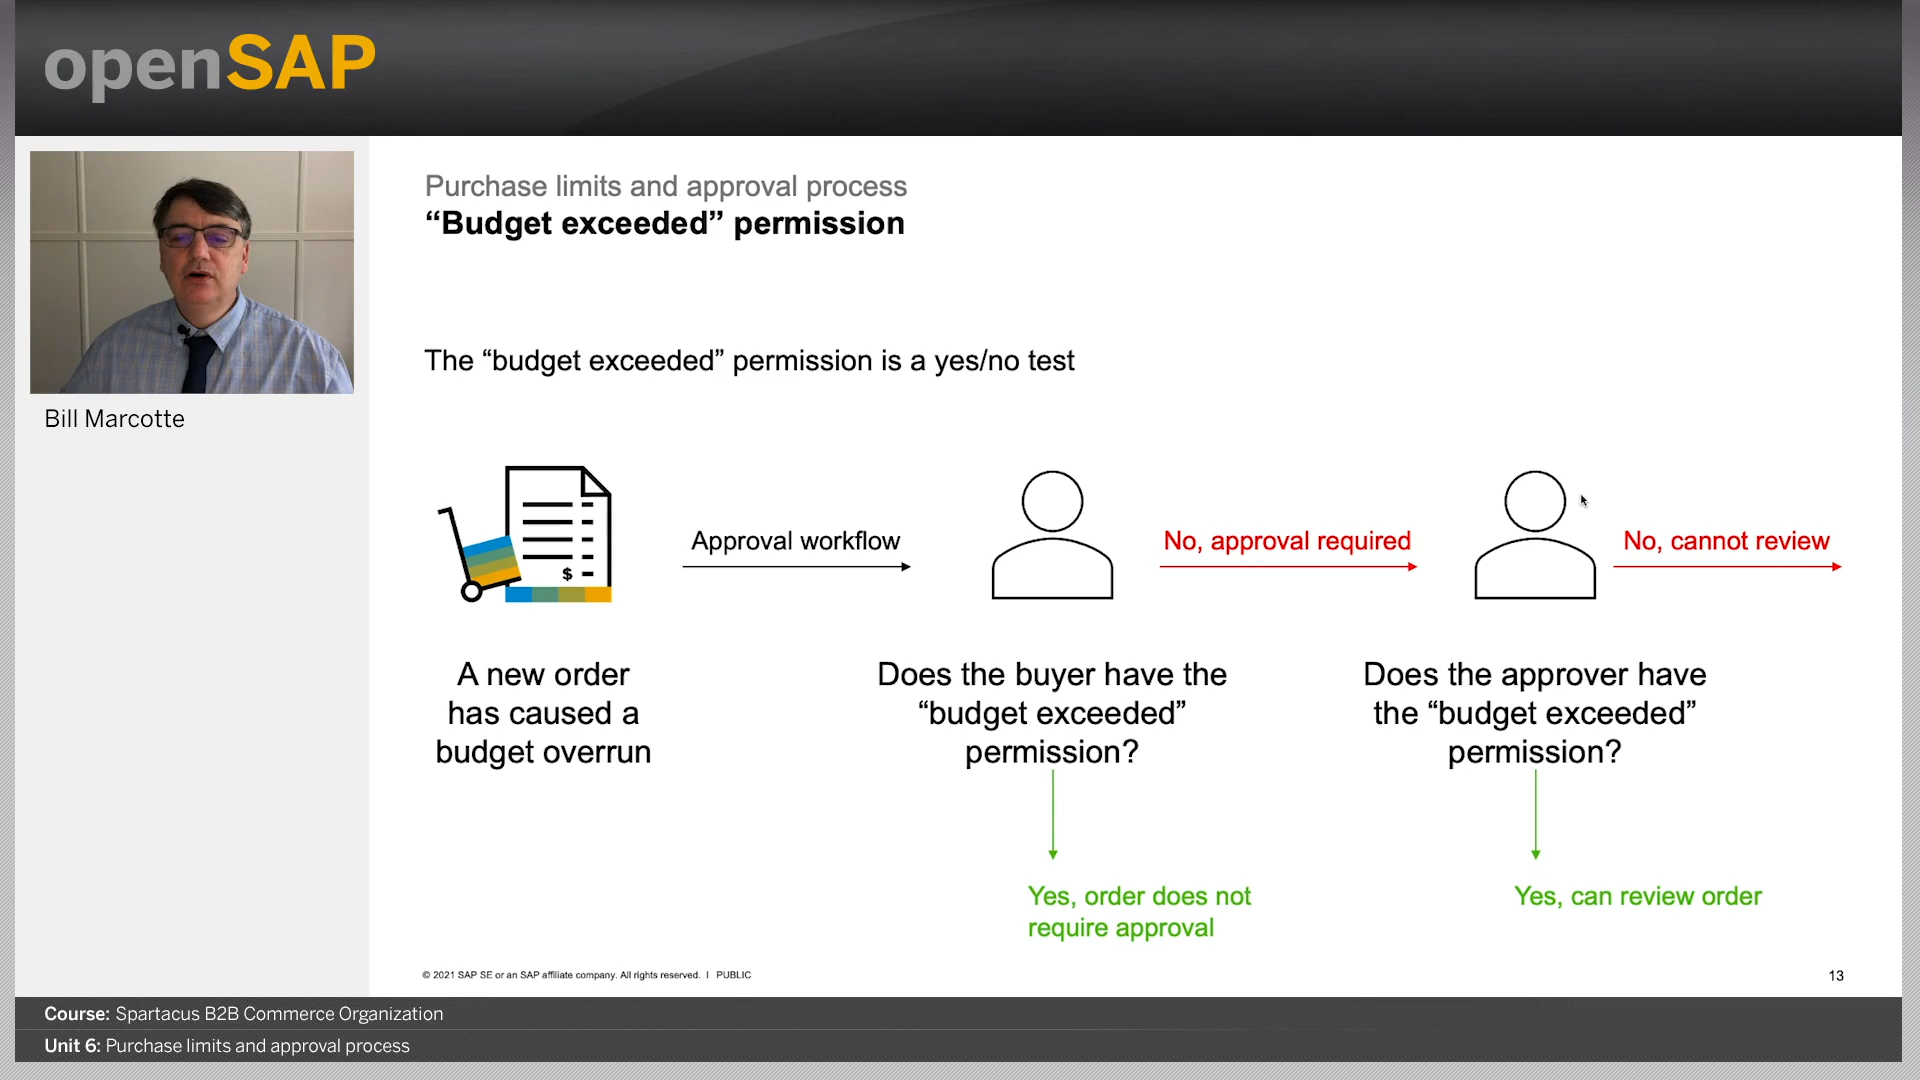 openSAP
Bill Marcotte
Purchase limits and approval process
“Budget exceeded” permission
The “budget exceeded” permission is a yes/no test
$
Approval workflow
No, approval required
No, cannot review
A new order
has caused a
budget overrun
Does the buyer have the
“budget exceeded”
permission?
Does the approver have
the “budget exceeded”
permission?
Yes, order does not
require approval
Yes, can review order
© 2021 SAP SE or an SAP affiliate company. All rights reserved. I PUBLIC
13
Course: Spartacus B2B Commerce Organization
Unit 6: Purchase limits and approval process